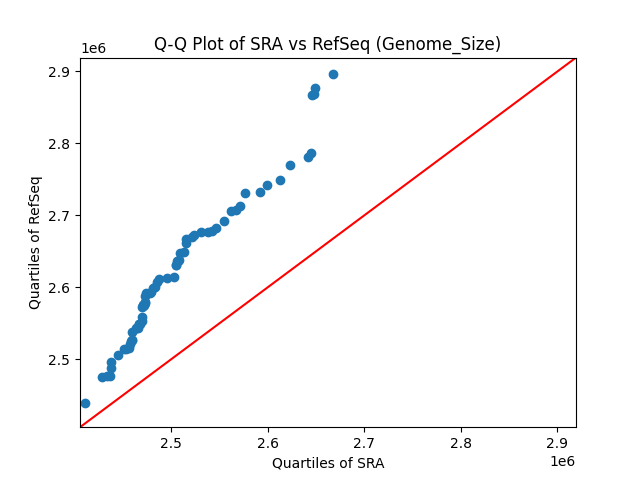 Q-Q Plot of SRA vs RefSeq (Genome_Size)
1e6
2.9
2.8
2.7
2.6
2.5
Quartiles of RefSeq
2.5 2.6 2.7 2.8 2.9
1e6
Quartiles of SRA